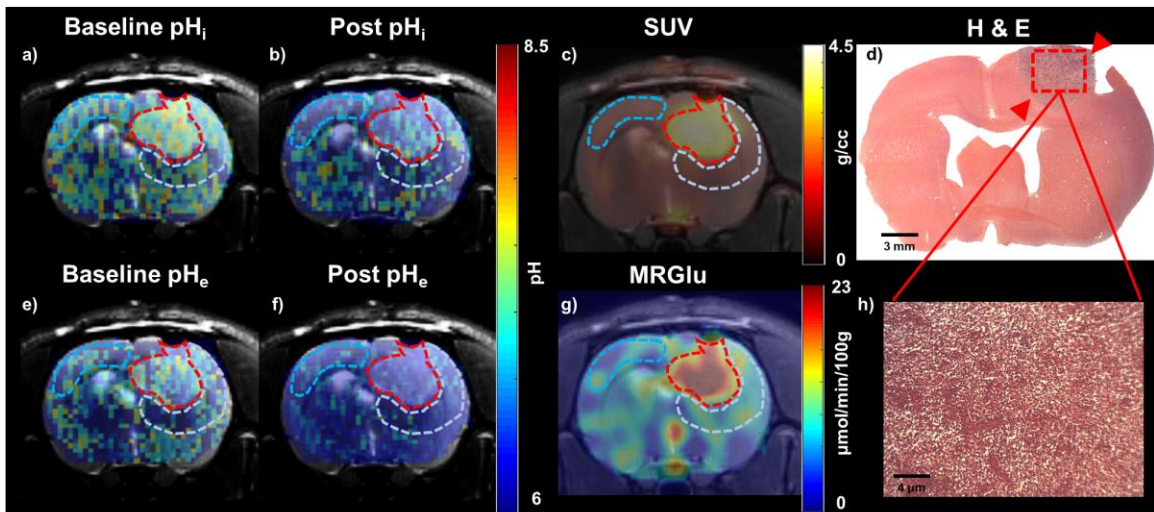 Baseline pHi
Post pHi
SUV
H & E
a)
b)
8.5
c)
4.5
d)
g/cc
3 mm
0
Baseline pHe
Post pHe
pH
MRGlu
e)
f)
g)
23
h)
μmol/min/100g
4 μm
6
0